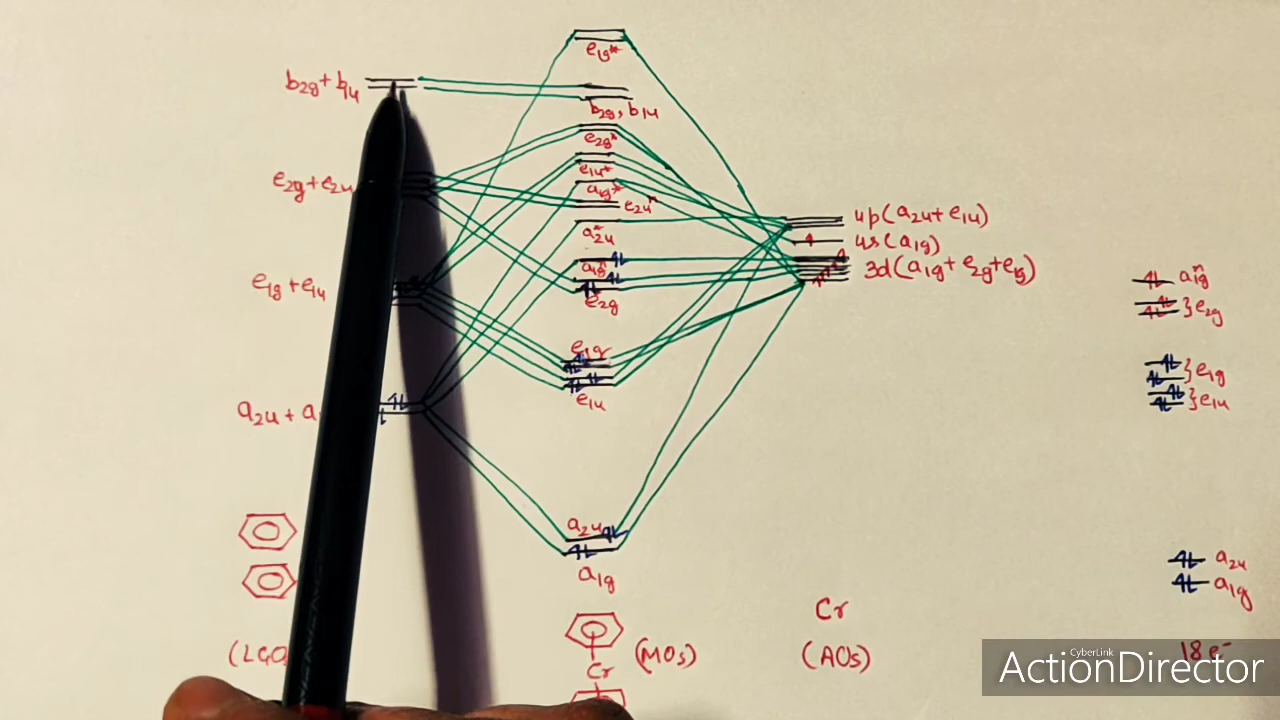 e1g*
b2g + b1u
b2g, b1u
e2g*
e1u*
e2g + e2u
a1g*
e2u
4p(a2u + e1u)
a2u*
4s(a1g)
3d(a1g + e2g + e1g)
a1g
e1g + e1u
e2g
a1g
}e2g
e1g
}e1g
e1u
}e1u
a2u + a
a2u
a1g
a2u
a1g
Cr
(MOs)
(AOs)
Cr
18 e-
CyberLink
ActionDirector